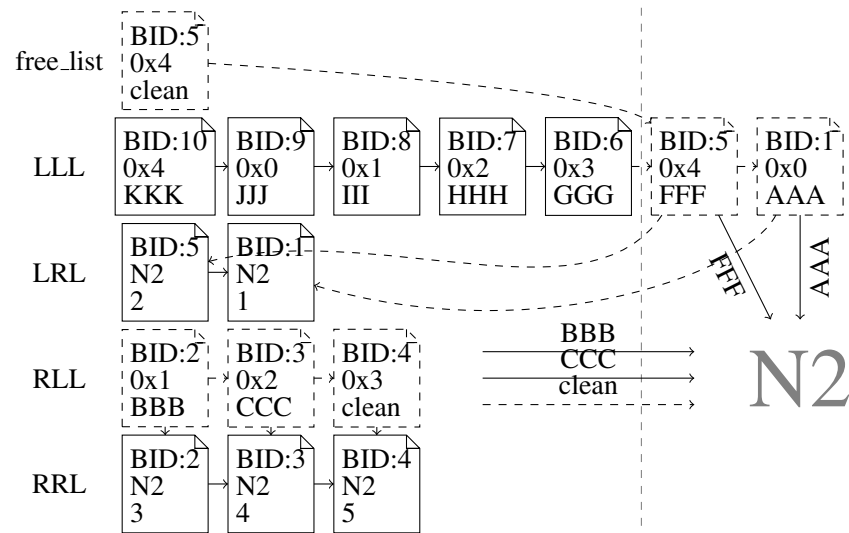 free_list
BID:5
0x4
clean
LLL
BID:10
0x4
KKK
BID:9
0x0
JJJ
BID:8
0x1
III
BID:7
0x2
HHH
BID:6
0x3
GGG
BID:5
0x4
FFF
BID:1
0x0
AAA
LRL
BID:5
N2
2
BID:1
N2
1
FFF
AAA
RLL
BID:2
0x1
BBB
BID:3
0x2
CCC
BID:4
0x3
clean
BBB
CCC
clean
N2
RRL
BID:2
N2
3
BID:3
N2
4
BID:4
N2
5